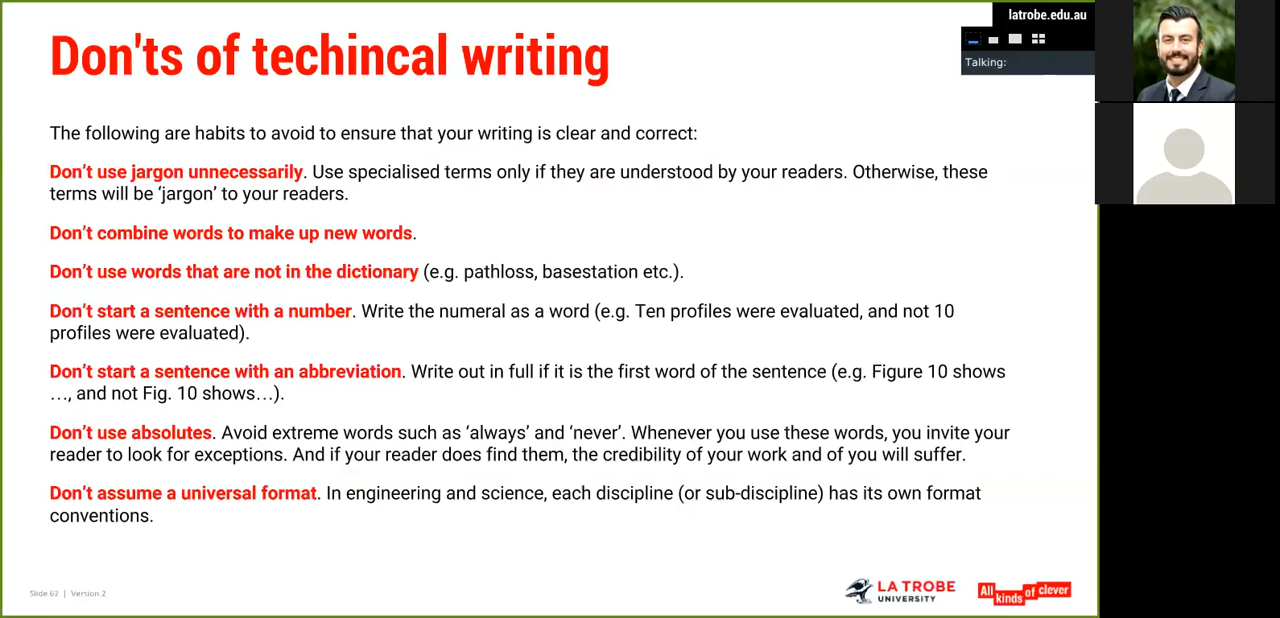 latrobe.edu.au
Don'ts of techincal writing
Talking:
The following are habits to avoid to ensure that your writing is clear and correct:
Don't use jargon unnecessarily. Use specialised terms only if they are understood by your readers. Otherwise, these
terms will be ‘jargon’ to your readers.
Don’t combine words to make up new words.
Don’t use words that are not in the dictionary (e.g. pathloss, basestation etc.).
Don’t start a sentence with a number. Write the numeral as a word (e.g. Ten profiles were evaluated, and not 10
profiles were evaluated).
Don’t start a sentence with an abbreviation. Write out in full if it is the first word of the sentence (e.g. Figure 10 shows
…, and not Fig. 10 shows…).
Don’t use absolutes. Avoid extreme words such as ‘always’ and ‘never’. Whenever you use these words, you invite your
reader to look for exceptions. And if your reader does find them, the credibility of your work and of you will suffer.
Don’t assume a universal format. In engineering and science, each discipline (or sub-discipline) has its own format
conventions.
Slide 62 | Version 2
LA TROBE
UNIVERSITY
All kinds of clever